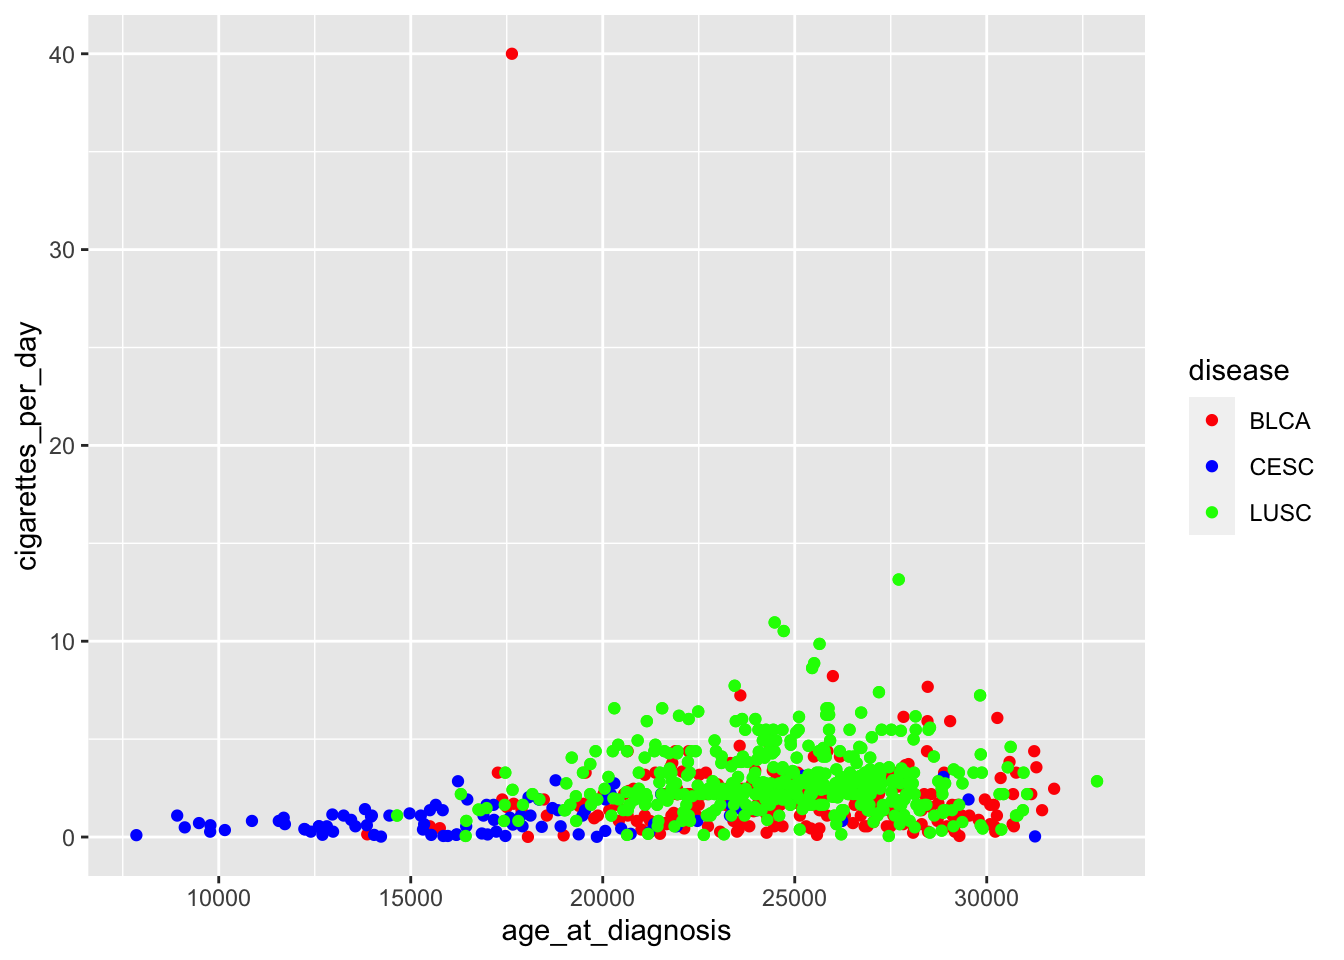 40
30
20
10
0
cigarettes_per_day
10000 15000 20000 25000 30000
age_at_diagnosis
disease
BLCA
CESC
LUSC